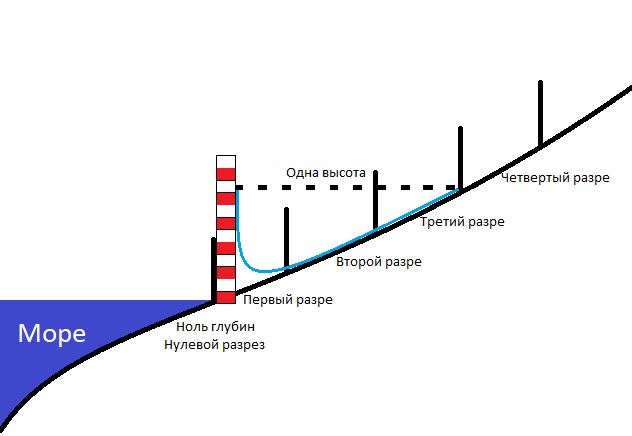 Одна высота
Четвертый разре
Третий разре
Второй разре
Первый разре
Море
Ноль глубин
Нулевой разрез